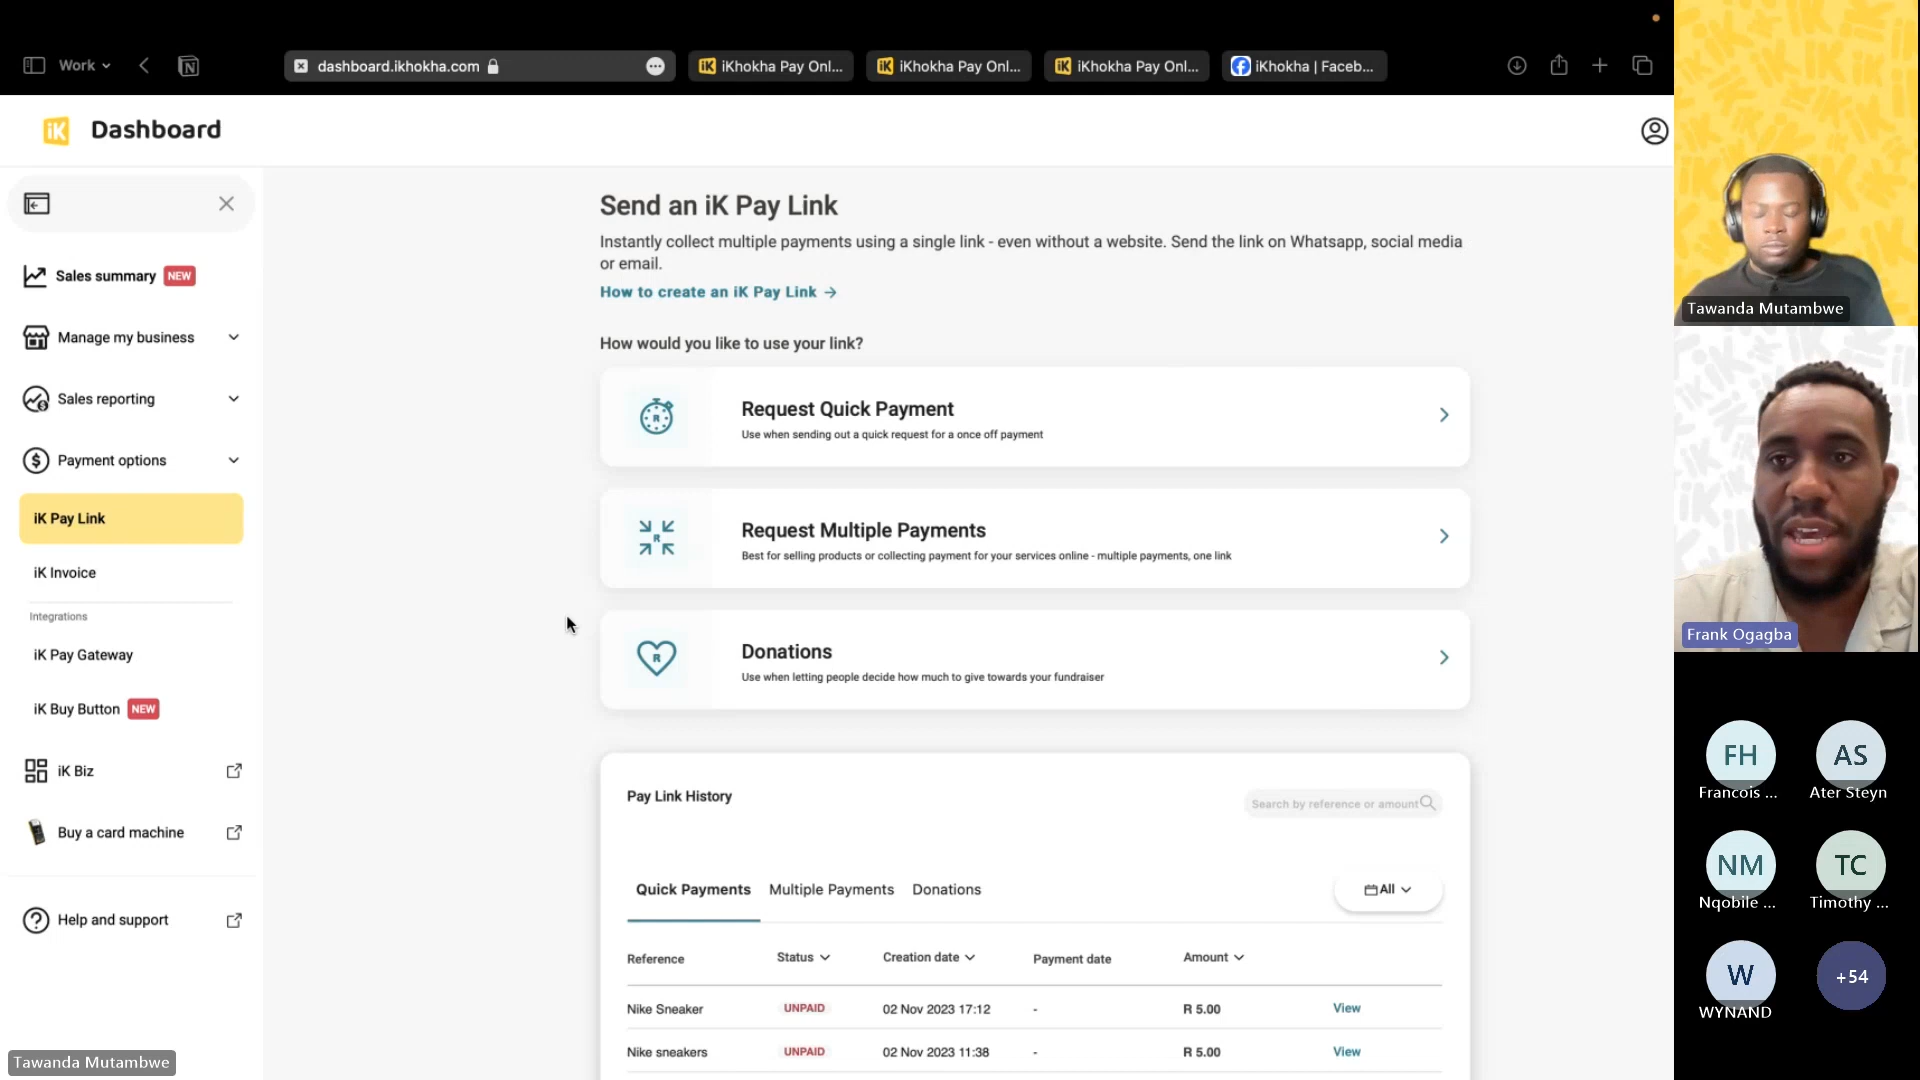 Work
dashboard.ikhokha.com
iKhokha Pay Onl...
iKhokha Pay Onl...
iKhokha Pay Onl...
iKhokha | Faceb...
iK
Dashboard
Sales summary NEW
Manage my business
Sales reporting
Payment options
iK Pay Link
iK Invoice
Integrations
iK Pay Gateway
iK Buy Button NEW
iK Biz
Buy a card machine
Help and support
Tawanda Mutambwe
Send an iK Pay Link
Instantly collect multiple payments using a single link - even without a website. Send the link on Whatsapp, social media
or email.
How to create an iK Pay Link →
How would you like to use your link?
Request Quick Payment
Use when sending out a quick request for a once off payment
Request Multiple Payments
Best for selling products or collecting payment for your services online - multiple payments, one link
Donations
Use when letting people decide how much to give towards your fundraiser
Pay Link History
Search by reference or amount
Quick Payments Multiple Payments Donations
All
Reference Status Creation date Payment date Amount
Nike Sneaker UNPAID 02 Nov 2023 17:12 - R 5.00 View
Nike sneakers UNPAID 02 Nov 2023 11:38 - R 5.00 View
Tawanda Mutambwe
Frank Ogagba
FH
Francois ...
AS
Ater Steyn
NM
Nqobile ...
TC
Timothy ...
W
WYNAND
+54